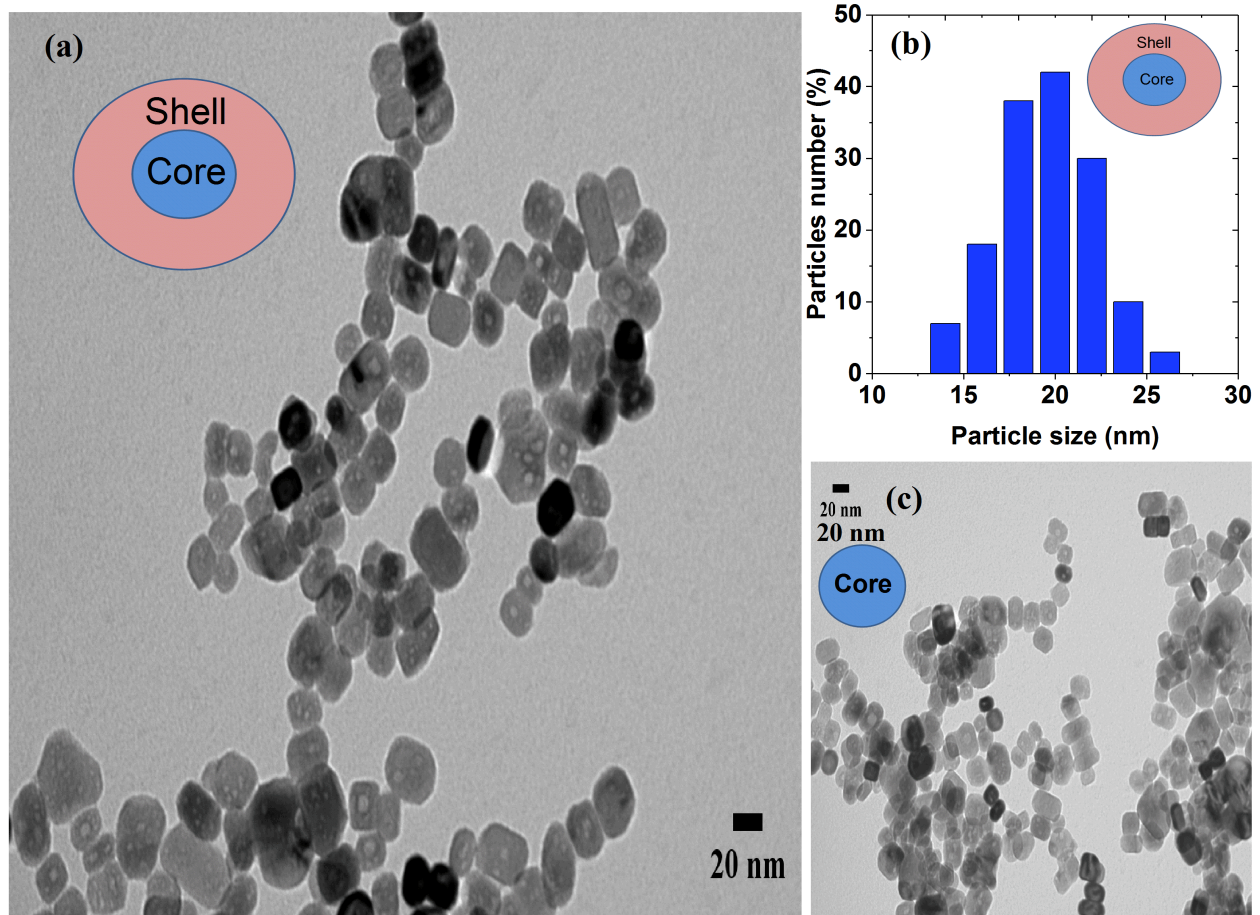 (a)
Shell
Core
20 nm
(b)
Shell
Core
Particles number (%)
50
40
30
20
10
0
10 15 20 25 30
Particle size (nm)
(c)
20 nm
20 nm
Core